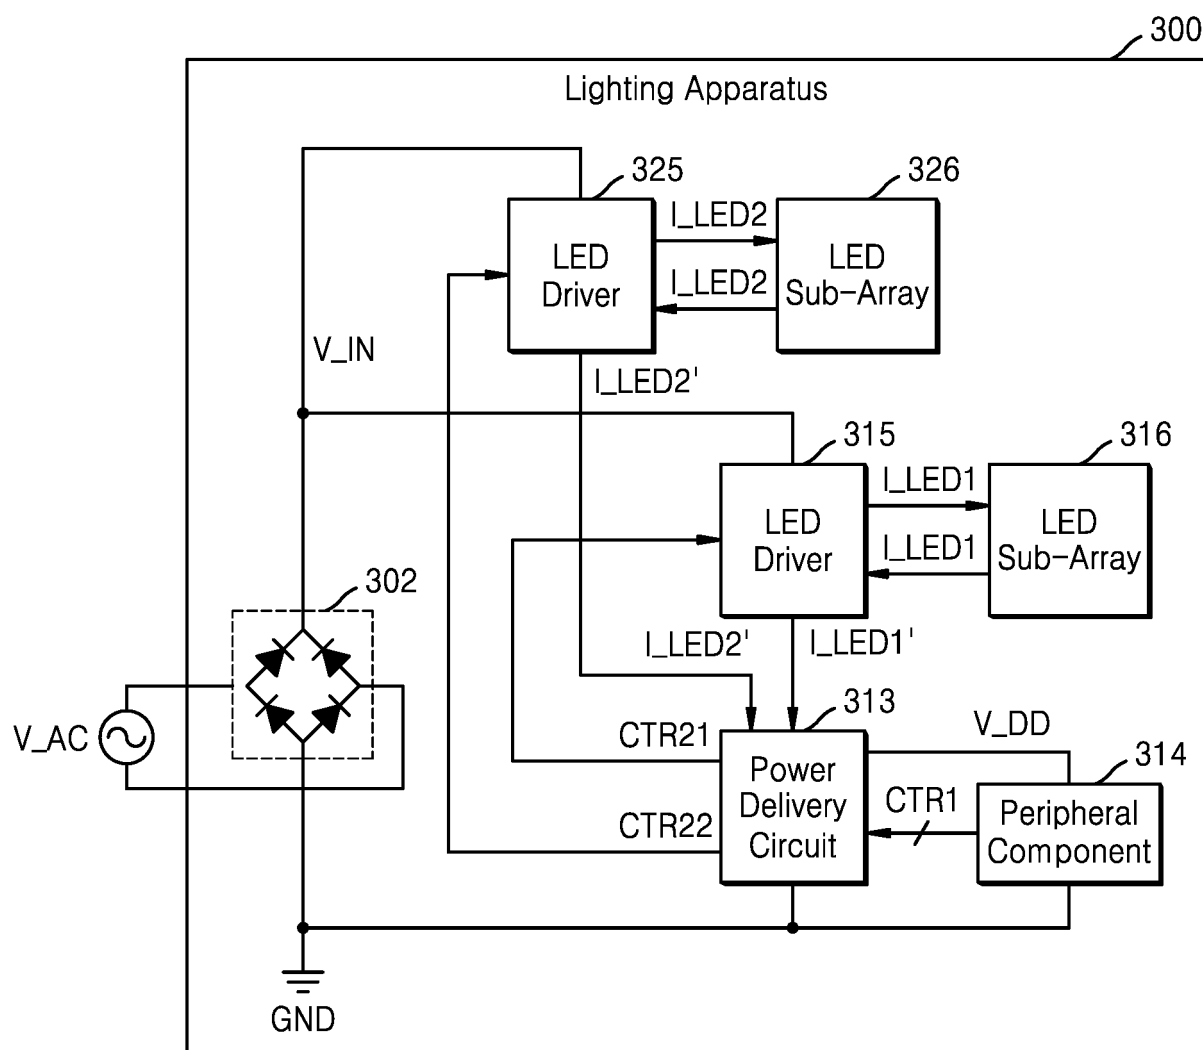 300
Lighting Apparatus
325
326
I_LED2
LED
Driver
LED
Sub-Array
I_LED2
V_IN
I_LED2'
315
316
I_LED1
LED
Driver
LED
Sub-Array
I_LED1
302
I_LED2'
I_LED1'
313
V_AC
CTR21
V_DD
314
Power
Delivery
Circuit
CTR1
Peripheral
Component
CTR22
GND